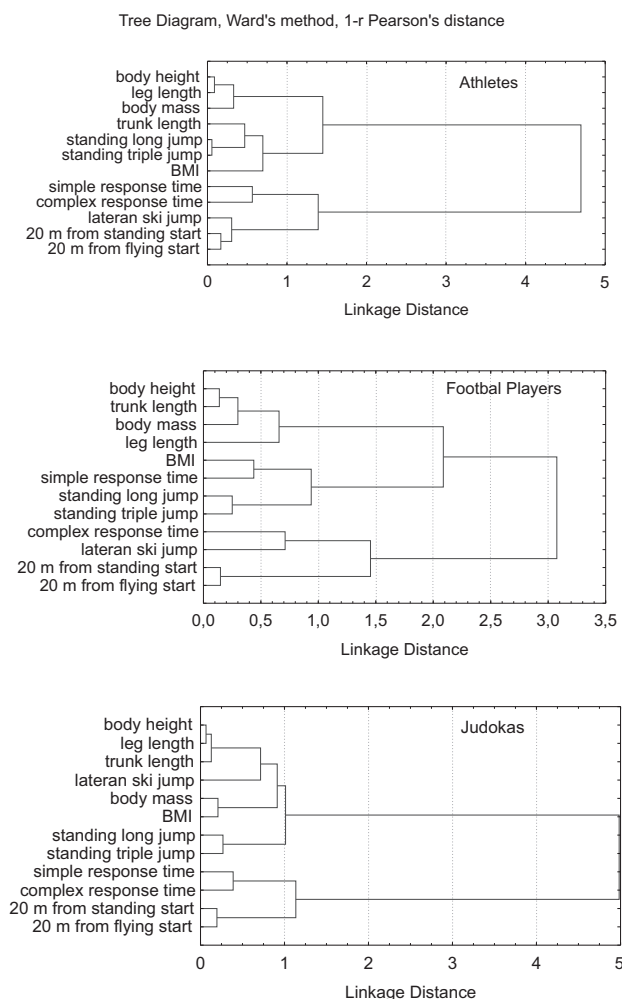 Tree Diagram, Ward's method, 1-r Pearson's distance
Athletes
body height
leg length
body mass
trunk length
standing long jump
standing triple jump
BMI
simple response time
complex response time
lateran ski jump
20 m from standing start
20 m from flying start
0 1 2 3 4 5
Linkage Distance
Footbal Players
body height
trunk length
body mass
leg length
BMI
simple response time
standing long jump
standing triple jump
complex response time
lateran ski jump
20 m from standing start
20 m from flying start
0,0 0,5 1,0 1,5 2,0 2,5 3,0 3,5
Linkage Distance
Judokas
body height
leg length
trunk length
lateran ski jump
body mass
BMI
standing long jump
standing triple jump
simple response time
complex response time
20 m from standing start
20 m from flying start
0 1 2 3 4 5
Linkage Distance